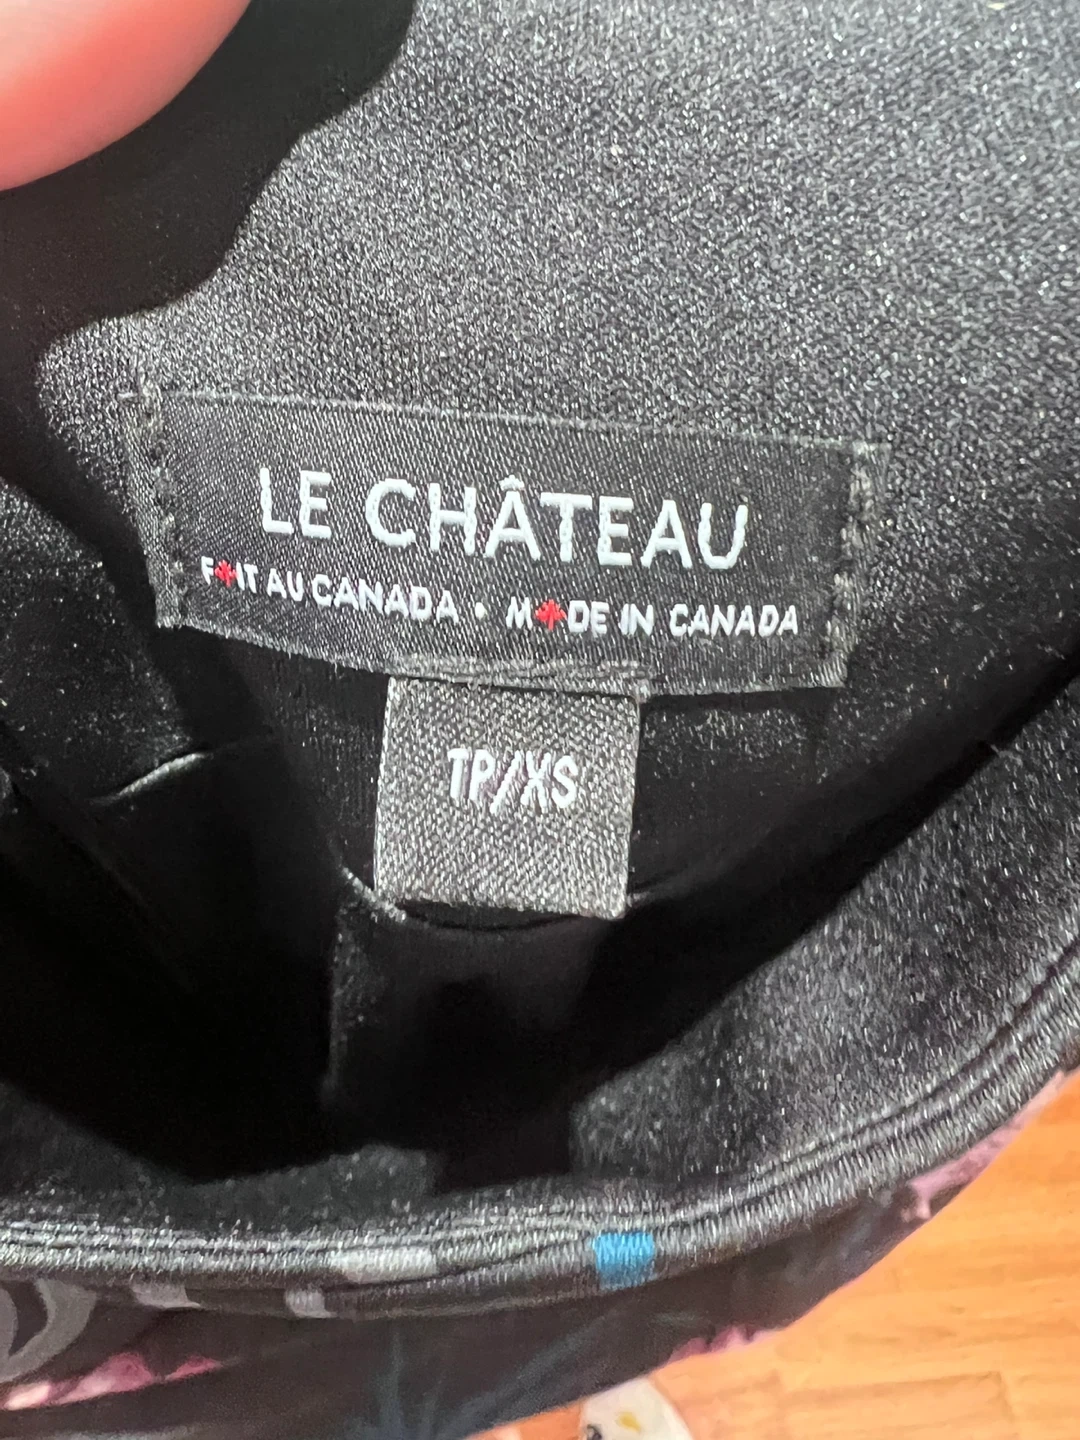 LE CHÂTEAU
FAIT AU CANADA • MADE IN CANADA
TP/XS